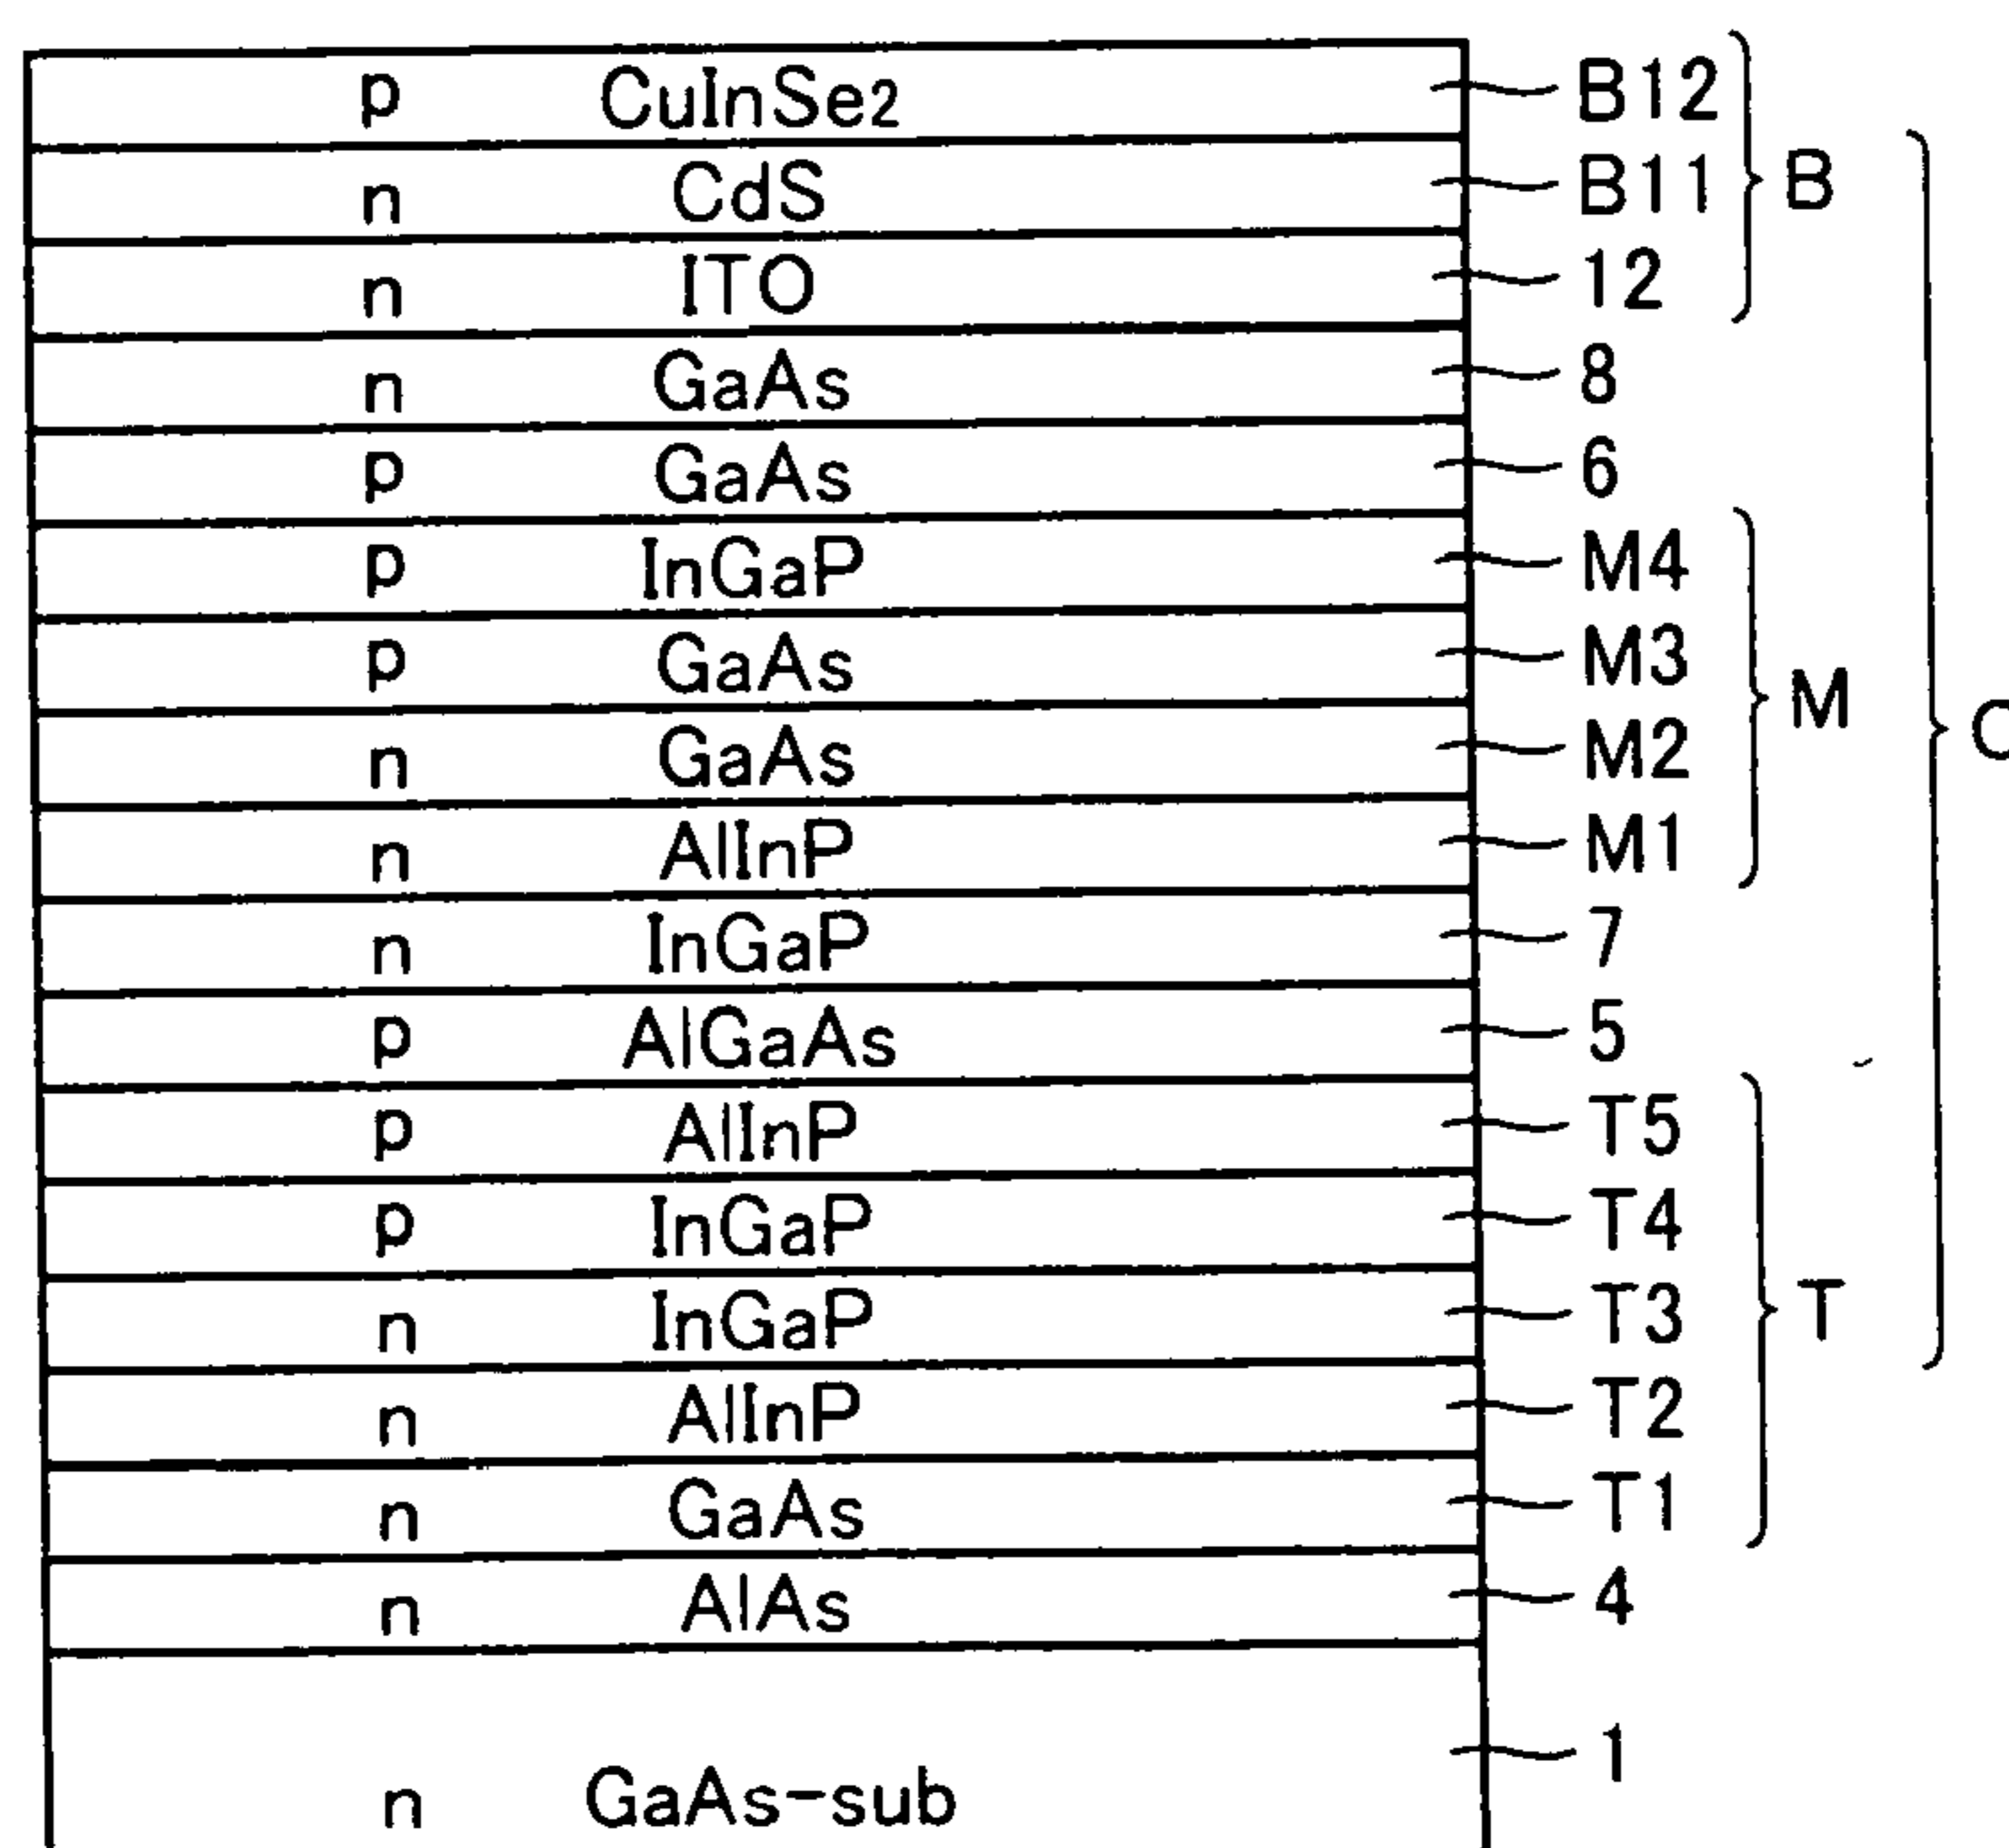 p CuInSe2 B12
n CdS B11 B
n ITO 12
n GaAs 8
p GaAs 6
p InGaP M4
p GaAs M3
n GaAs M2 M C
n AlInP M1
n InGaP 7
p AlGaAs 5
p AlInP T5
p InGaP T4
n InGaP T3 T
n AlInP T2
n GaAs T1
n AlAs 4
1
n GaAs-sub